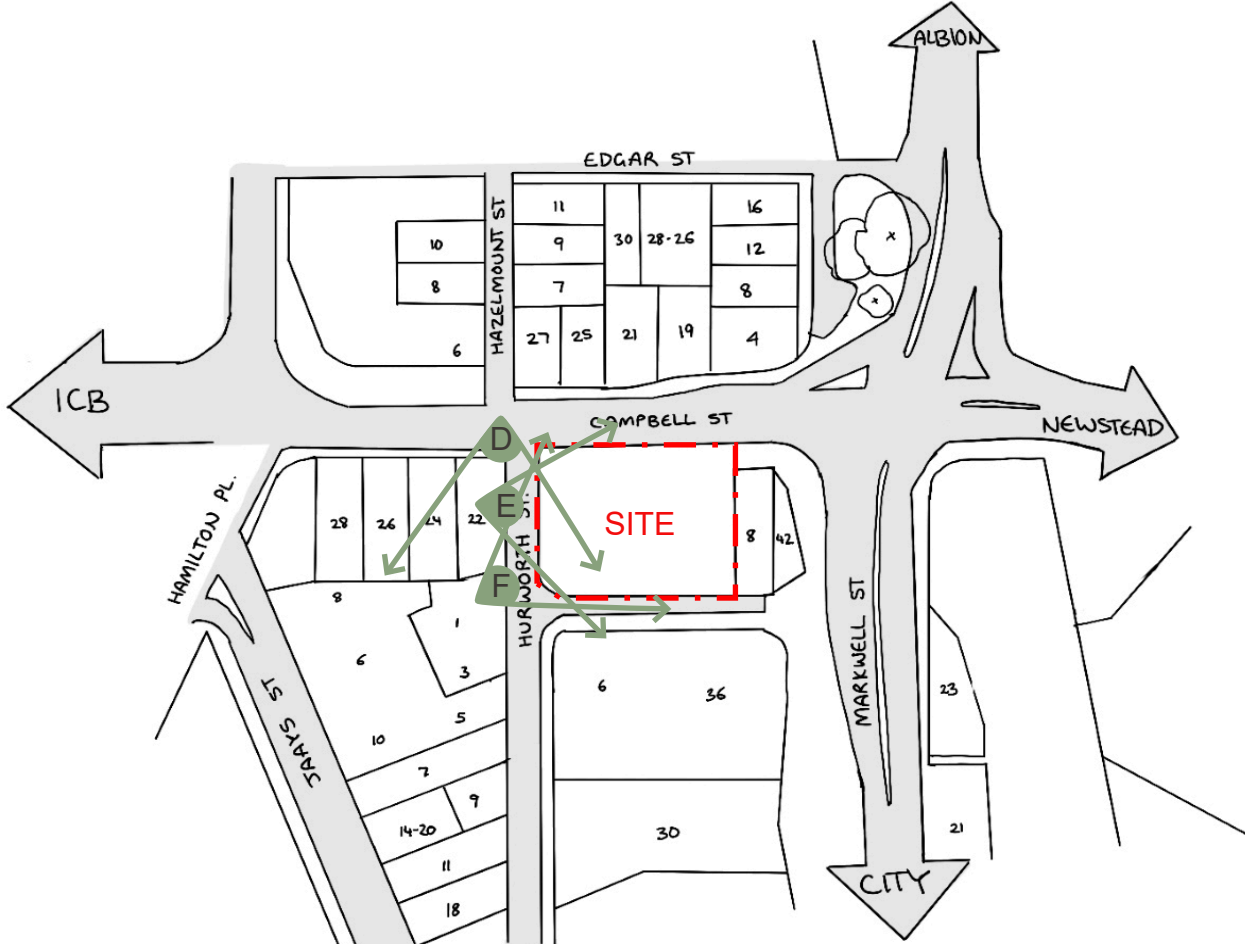 ALBION
EDGAR ST
HAZELMOUNT ST
11
30
28-26
16
10
9
12
8
7
8
27
25
21
19
4
6
ICB
CAMPBELL ST
NEWSTEAD
D
HAMILTON PL.
28
26
24
22
E
HURWORTH ST.
SITE
8
42
F
8
1
6
3
6
36
MARKWELL ST
23
JAAYS ST
5
10
7
9
14-20
30
21
11
CITY
18